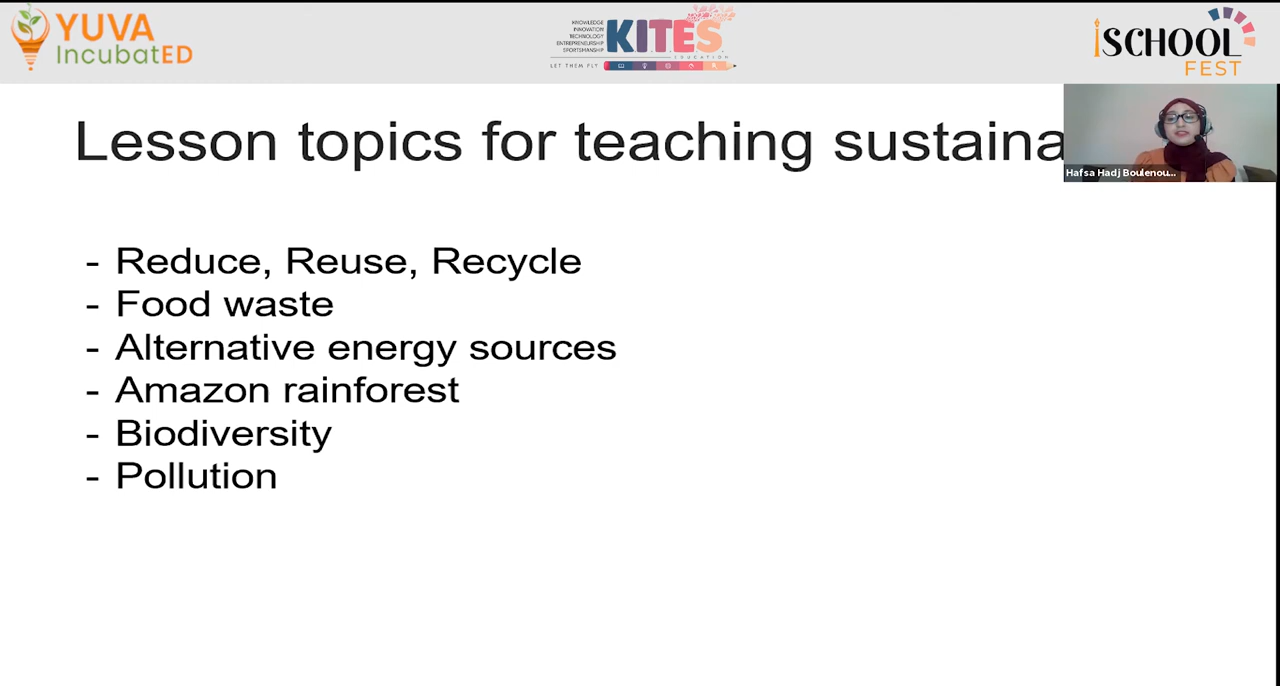 YUVA
IncubatED
KNOWLEDGE
INNOVATION
TECHNOLOGY
ENTREPRENEURSHIP
SPORTSMANSHIP
KITES
EDUCATION
LET THEM FLY
iSCHOOL
FEST
Lesson topics for teaching sustaina
Hafsa Hadj Boulenou...
- Reduce, Reuse, Recycle
- Food waste
- Alternative energy sources
- Amazon rainforest
- Biodiversity
- Pollution